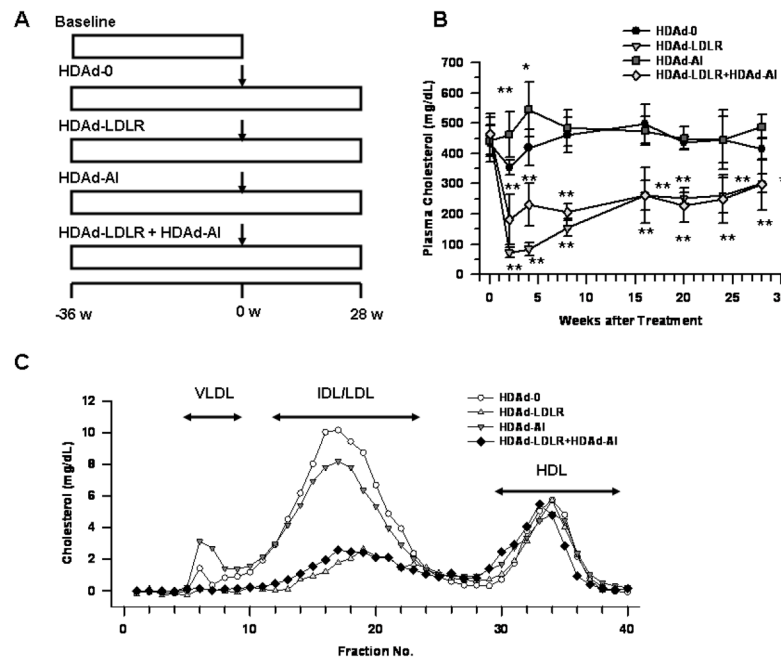 A
Baseline
HDAd-0
HDAd-LDLR
HDAd-AI
HDAd-LDLR + HDAd-AI
-36 w
0 w
28 w
B
HDAd-0
HDAd-LDLR
HDAd-AI
HDAd-LDLR+HDAd-AI
Plasma Cholesterol (mg/dL)
700
600
500
400
300
200
100
0
** *
** **
**
** **
**
** ** **
** ** **
** **
**
0 5 10 15 20 25 3
Weeks after Treatment
C
VLDL
IDL/LDL
HDL
HDAd-0
HDAd-LDLR
HDAd-AI
HDAd-LDLR+HDAd-AI
Cholesterol (mg/dL)
12
10
8
6
4
2
0
0 10 20 30 40
Fraction No.